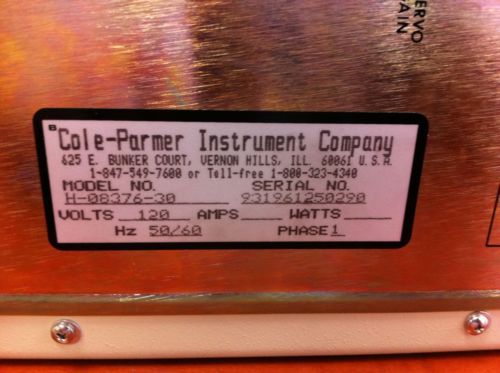 ERVO
AIN
Cole-Parmer Instrument Company
625 E. BUNKER COURT, VERNON HILLS, ILL. 60061 U.S.A
1-847-549-7600 or Toll-free 1-800-323-4340
MODEL NO. SERIAL NO.
H-08376-30 931961250290
VOLTS 120 AMPS WATTS
Hz 50/60 PHASE 1